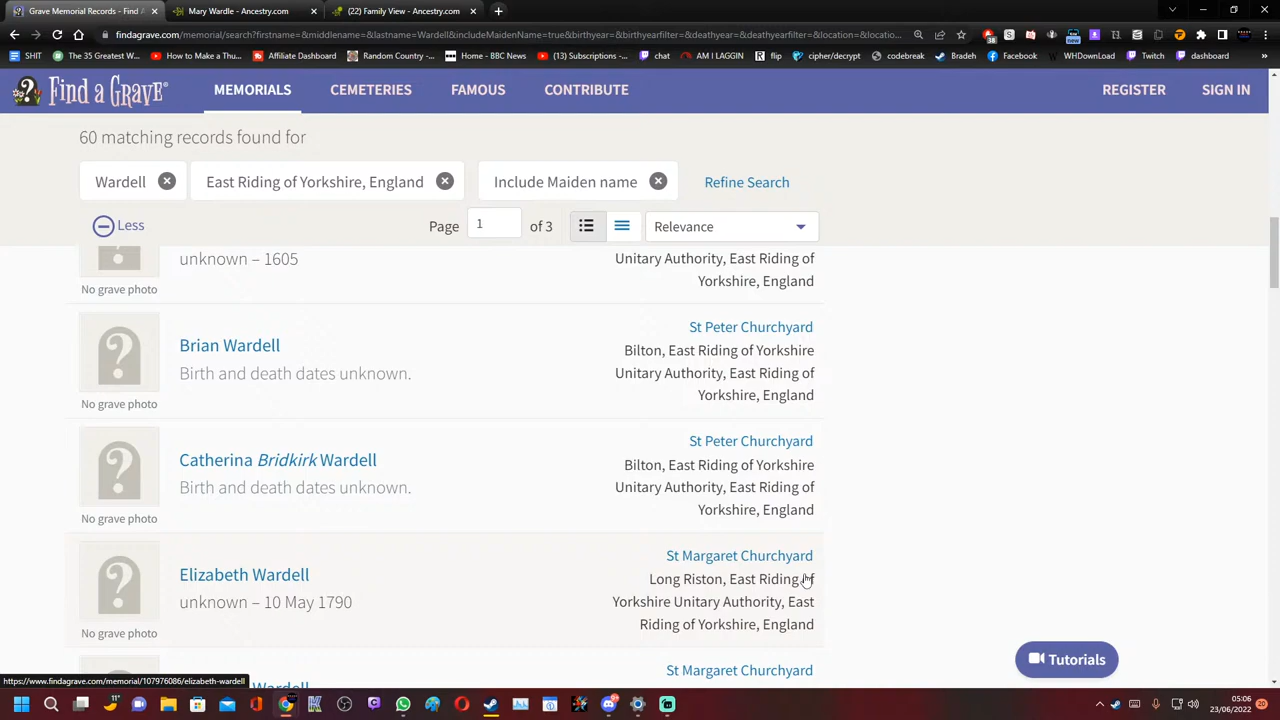 Grave Memorial Records - Find A
Mary Wardle - Ancestry.com
(22) Family View - Ancestry.com
findagrave.com/memorial/search?firstname=&middlename=&lastname=Wardell&includeMaidenName=true&birthyear=&birthyearfilter=&deathyear=&deathyearfilter=&location=&locatio...
SHIT
The 35 Greatest W...
How to Make a Thu...
Affiliate Dashboard
Random Country -...
Home - BBC News
(13) Subscriptions -...
chat
AM I LAGGIN
flip
cipher/decrypt
codebreak
Bradeh
Facebook
WHDownLoad
Twitch
dashboard
Find a GRAVE
MEMORIALS
CEMETERIES
FAMOUS
CONTRIBUTE
REGISTER
SIGN IN
60 matching records found for
Wardell
East Riding of Yorkshire, England
Include Maiden name
Refine Search
Less
Page 1 of 3
Relevance
unknown – 1605
Unitary Authority, East Riding of
Yorkshire, England
No grave photo
Brian Wardell
Birth and death dates unknown.
No grave photo
St Peter Churchyard
Bilton, East Riding of Yorkshire
Unitary Authority, East Riding of
Yorkshire, England
Catherina Bridkirk Wardell
Birth and death dates unknown.
No grave photo
St Peter Churchyard
Bilton, East Riding of Yorkshire
Unitary Authority, East Riding of
Yorkshire, England
Elizabeth Wardell
unknown – 10 May 1790
No grave photo
St Margaret Churchyard
Long Riston, East Riding of
Yorkshire Unitary Authority, East
Riding of Yorkshire, England
St Margaret Churchyard
Wardell
Tutorials
https://www.findagrave.com/memorial/107976086/elizabeth-wardell
05:06
23/06/2022